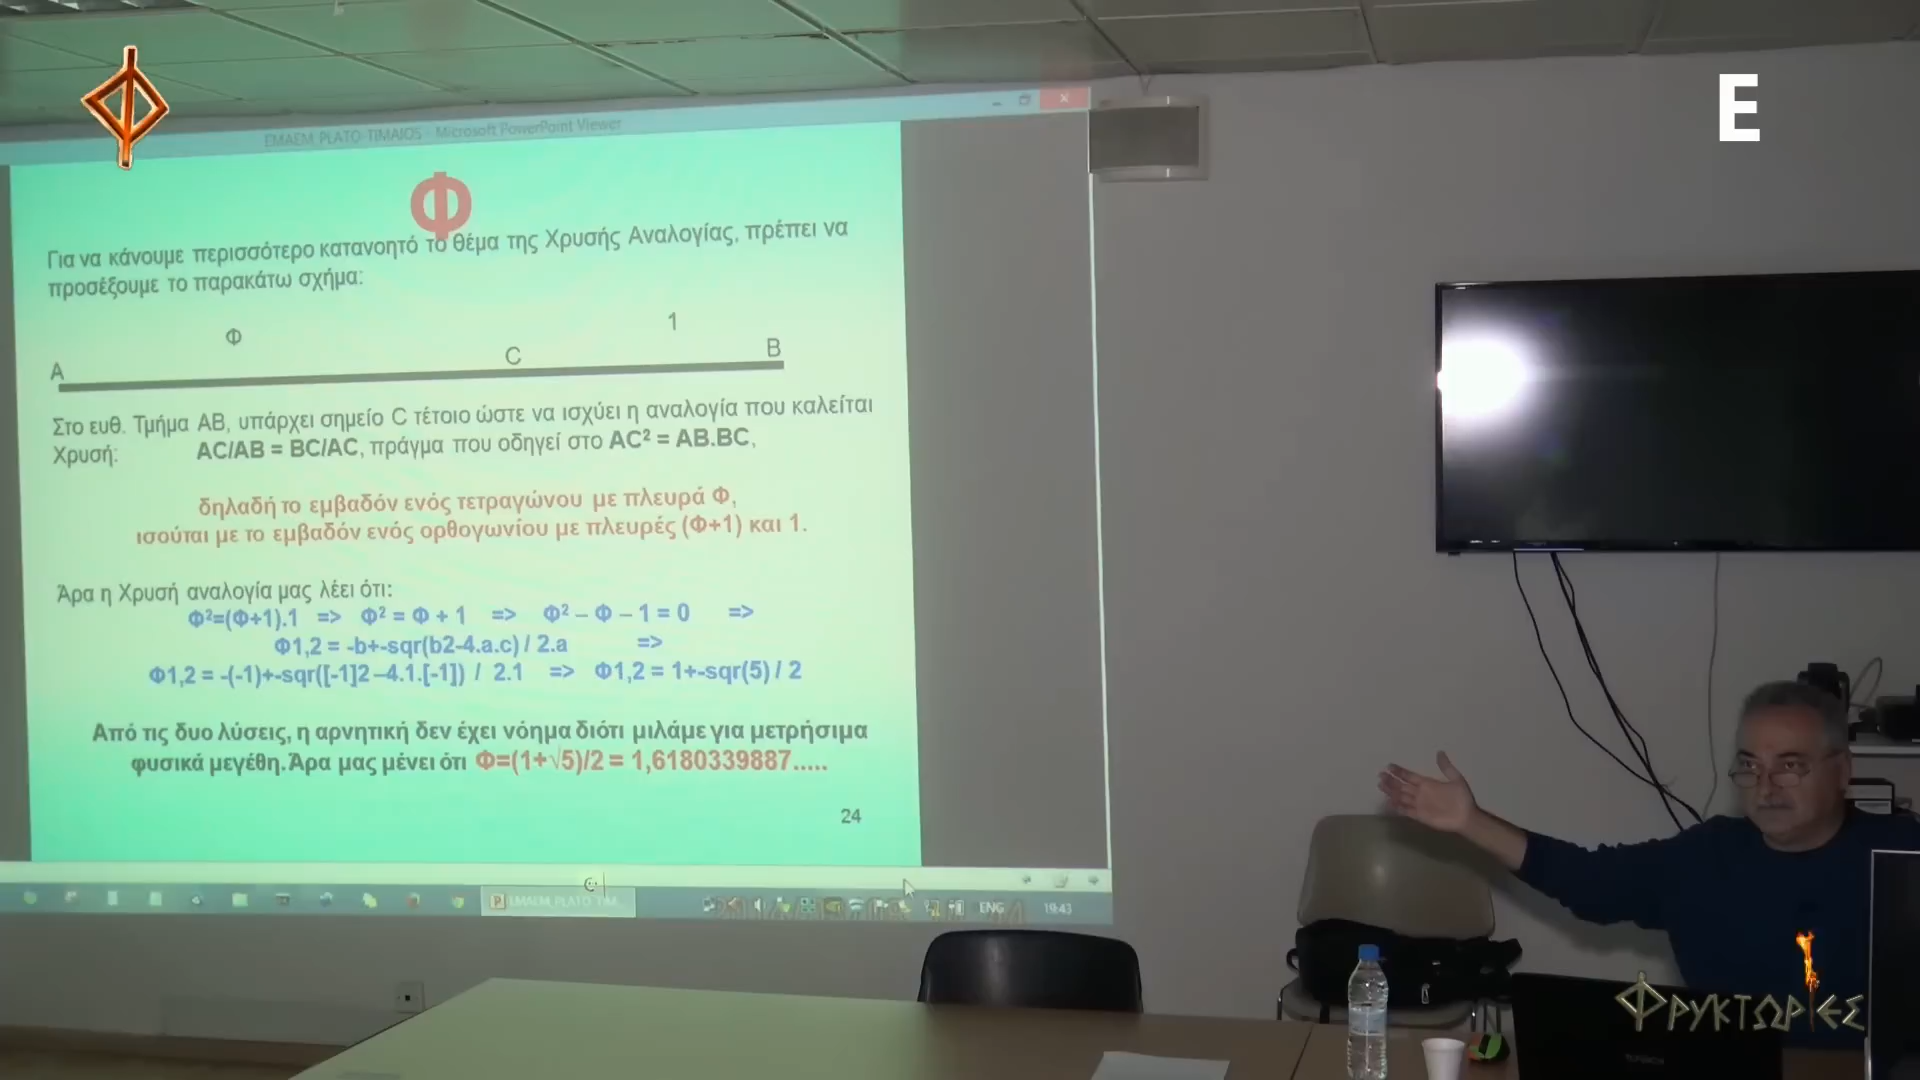 E
EMAEM_PLATO-TIMAIOS - Microsoft PowerPoint Viewer
Φ
Για να κάνουμε περισσότερο κατανοητό το θέμα της Χρυσής Αναλογίας, πρέπει να
προσέξουμε το παρακάτω σχήμα:
Φ 1
A C B
Στο ευθ. Τμήμα ΑΒ, υπάρχει σημείο C τέτοιο ώστε να ισχύει η αναλογία που καλείται
Χρυσή: AC/AB = BC/AC, πράγμα που οδηγεί στο AC² = AB.BC,
δηλαδή το εμβαδόν ενός τετραγώνου με πλευρά Φ,
ισούται με το εμβαδόν ενός ορθογωνίου με πλευρές (Φ+1) και 1.
Άρα η Χρυσή αναλογία μας λέει ότι:
Φ²=(Φ+1).1 => Φ² = Φ + 1 => Φ² – Φ – 1 = 0 =>
Φ1,2 = -b+-sqr(b2-4.a.c) / 2.a =>
Φ1,2 = -(-1)+-sqr([-1]2 –4.1.[-1]) / 2.1 => Φ1,2 = 1+-sqr(5) / 2
Από τις δυο λύσεις, η αρνητική δεν έχει νόημα διότι μιλάμε για μετρήσιμα
φυσικά μεγέθη. Άρα μας μένει ότι Φ=(1+√5)/2 = 1,6180339887.....
24
EMAEM_PLATO-TIM...
ENG 19:43
ΦΡΥΚΤΩΡΙΕΣ